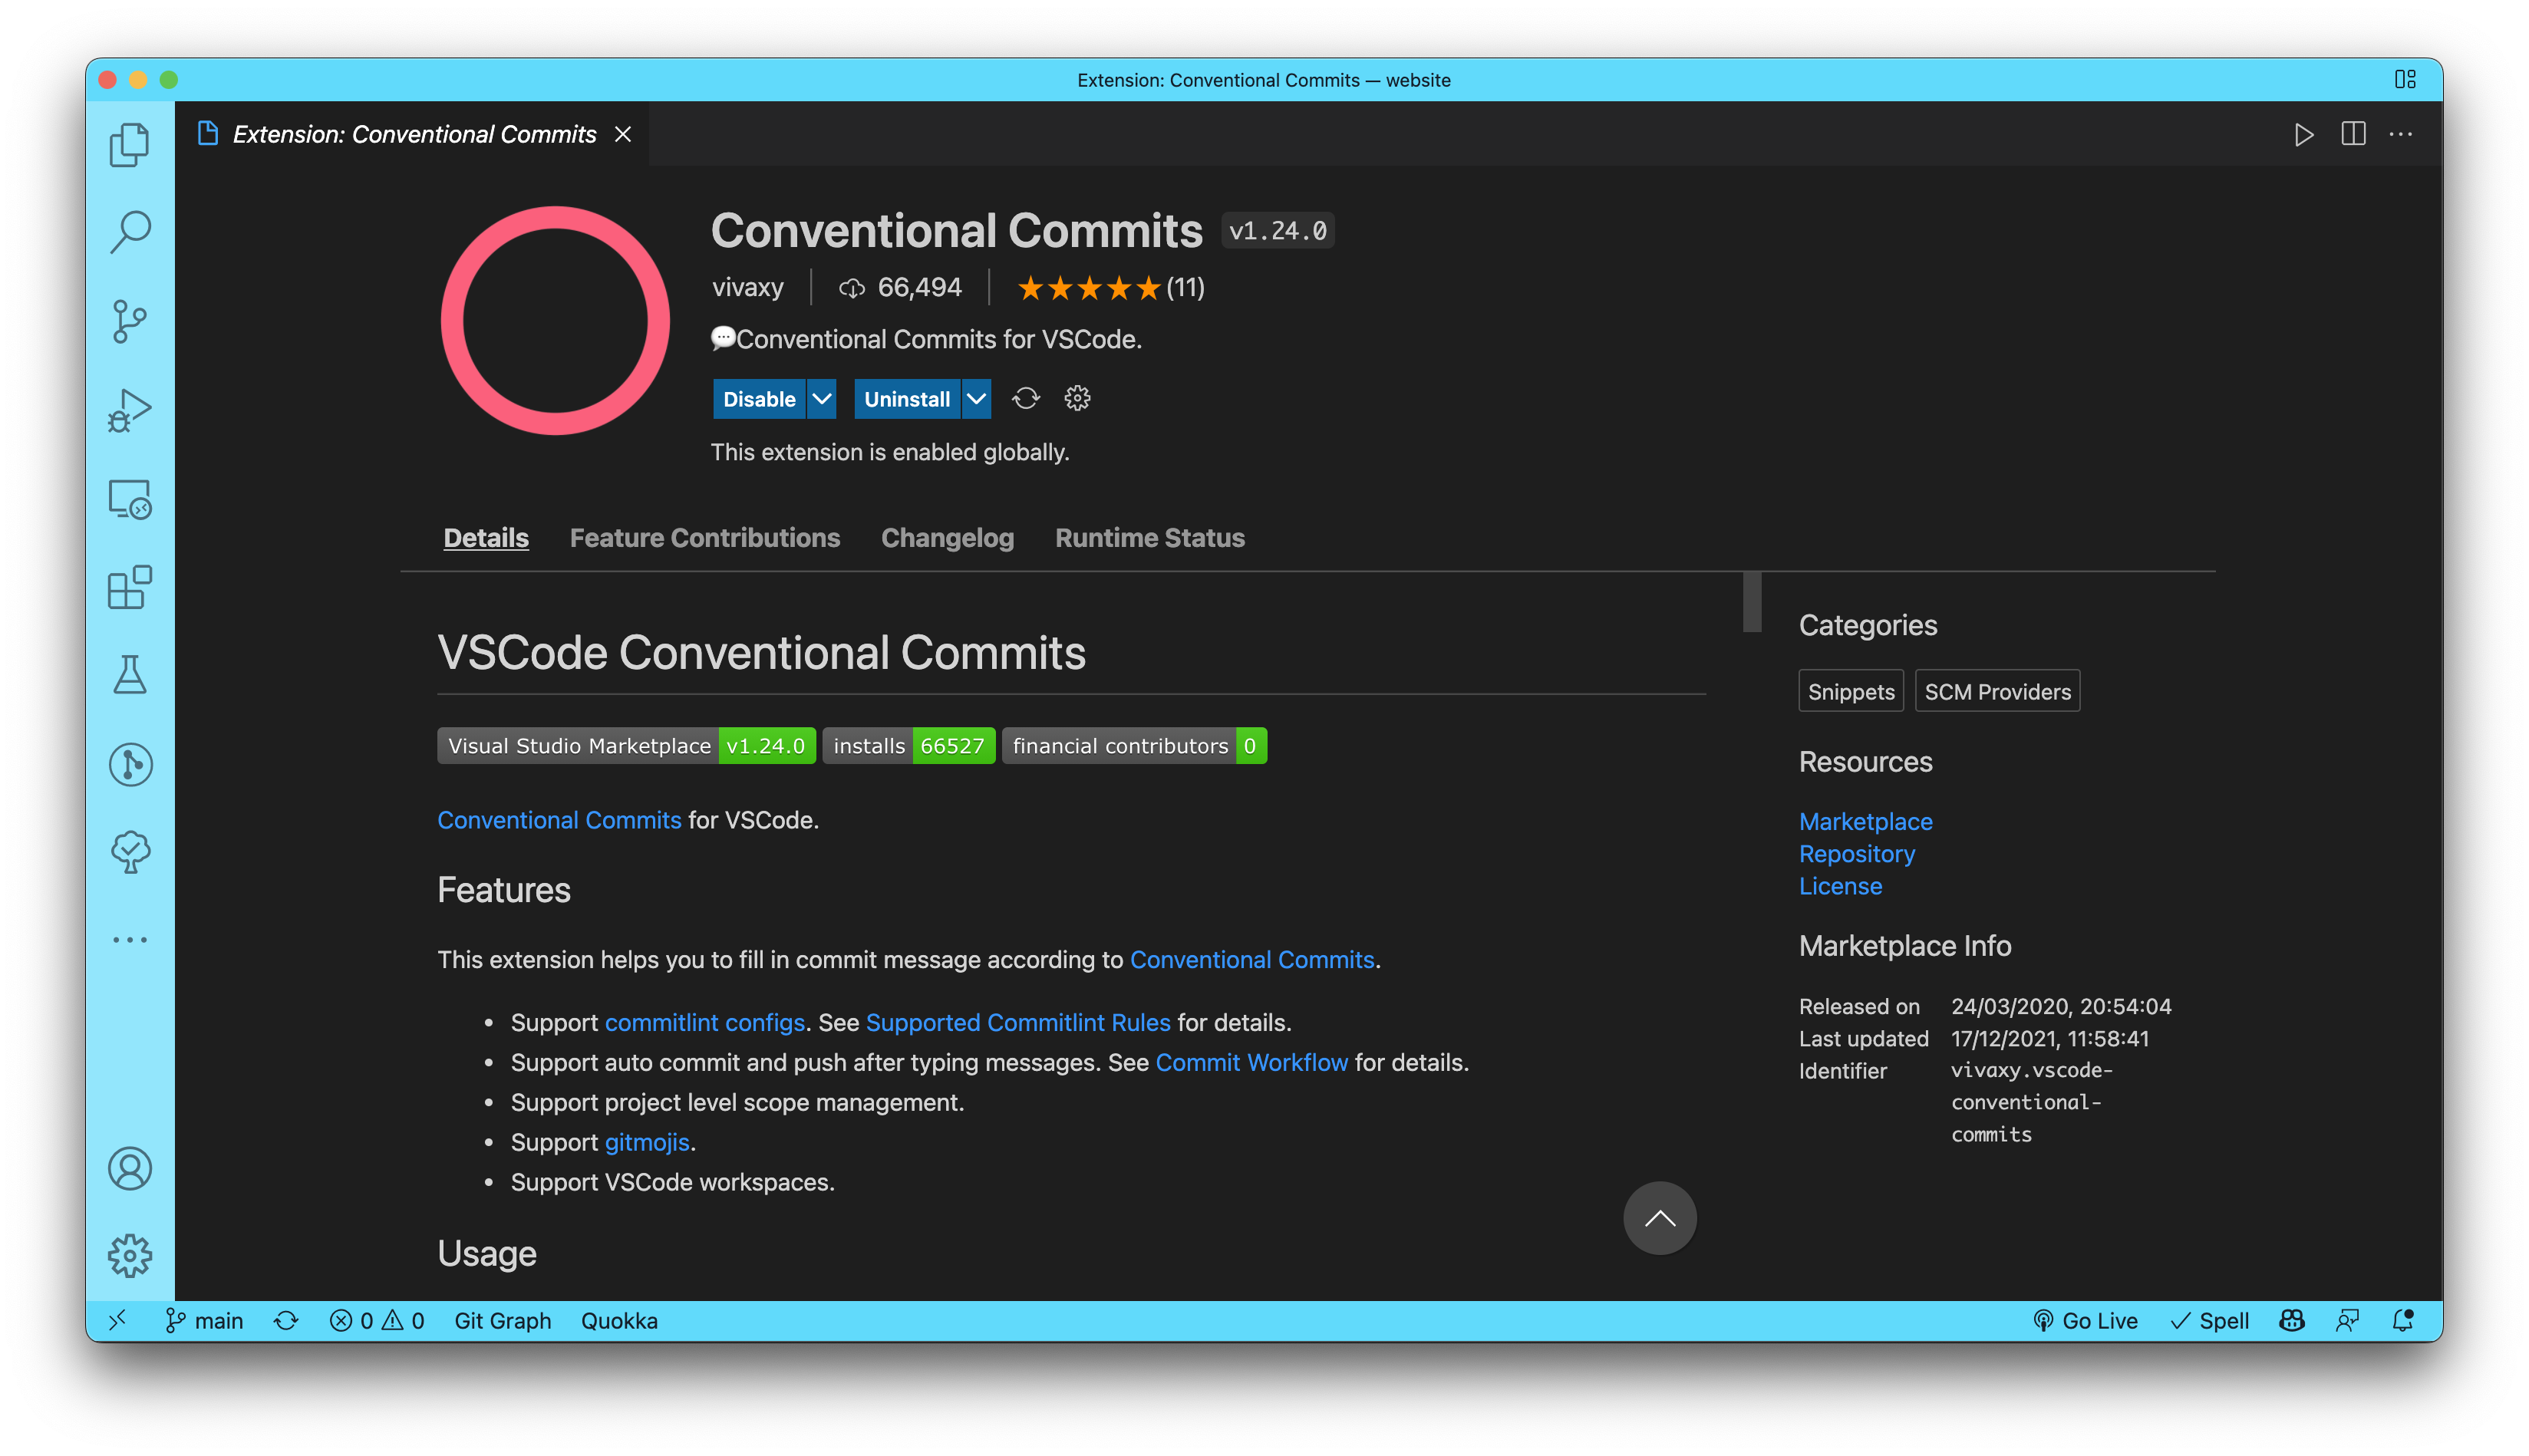 Extension: Conventional Commits — website
Extension: Conventional Commits
Conventional Commits v1.24.0
vivaxy 66,494 ★★★★★(11)
💬Conventional Commits for VSCode.
Disable Uninstall
This extension is enabled globally.
Details Feature Contributions Changelog Runtime Status
VSCode Conventional Commits
Visual Studio Marketplace v1.24.0 installs 66527 financial contributors 0
Conventional Commits for VSCode.
Features
This extension helps you to fill in commit message according to Conventional Commits.
• Support commitlint configs. See Supported Commitlint Rules for details.
• Support auto commit and push after typing messages. See Commit Workflow for details.
• Support project level scope management.
• Support gitmojis.
• Support VSCode workspaces.
Usage
Categories
Snippets SCM Providers
Resources
Marketplace
Repository
License
Marketplace Info
Released on 24/03/2020, 20:54:04
Last updated 17/12/2021, 11:58:41
Identifier vivaxy.vscode-
conventional-
commits
main 0 0 Git Graph Quokka Go Live Spell